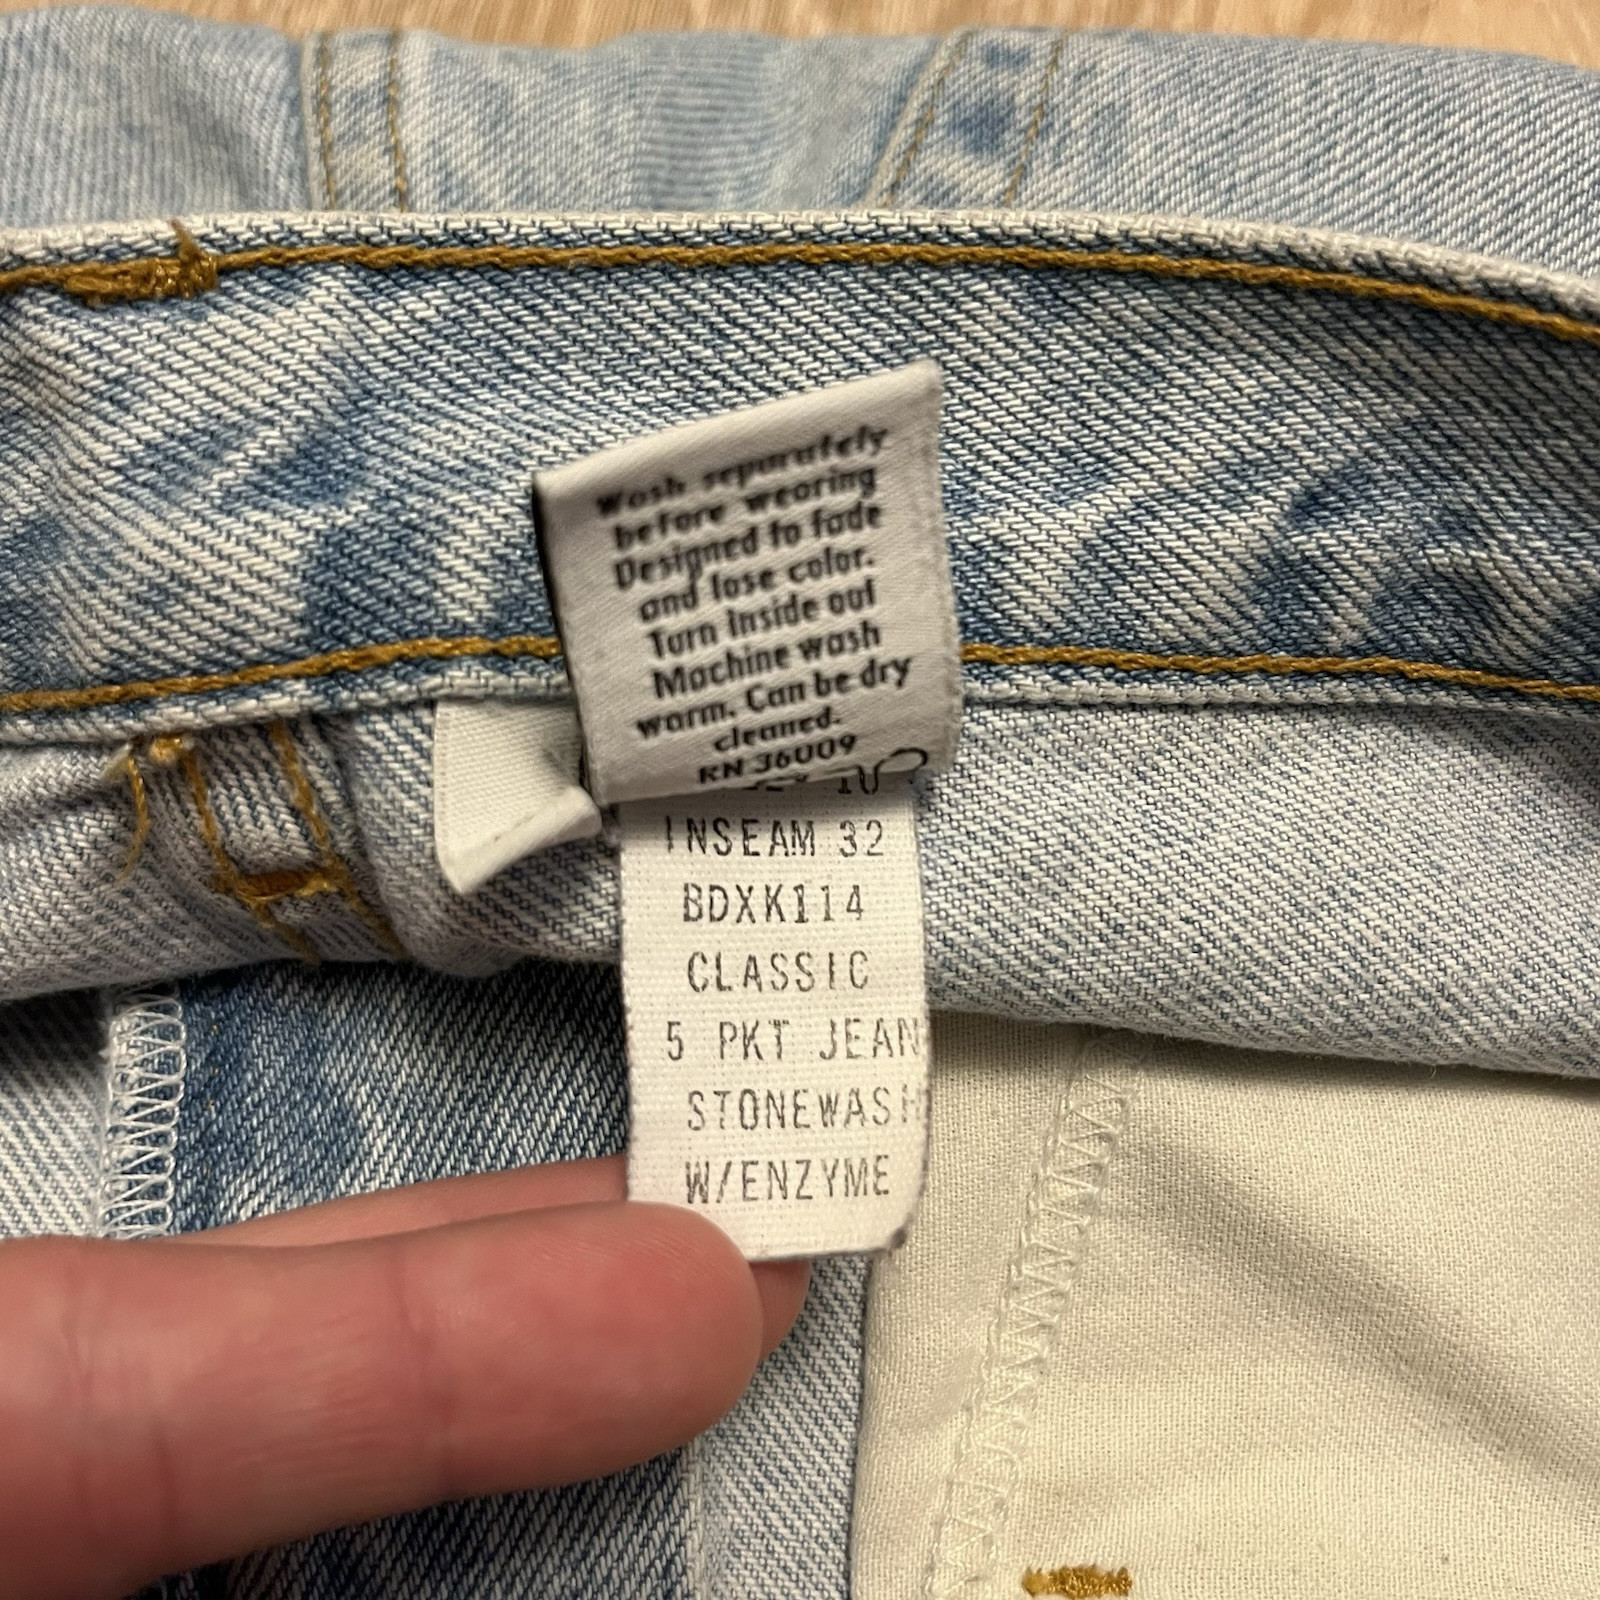 Wash separately
before wearing
Designed to fade
and lose color.
Turn Inside out
Machine wash
warm. Can be dry
cleaned.
RN 36009
10
INSEAM 32
BDXK114
CLASSIC
5 PKT JEAN
STONEWASH
W/ENZYME